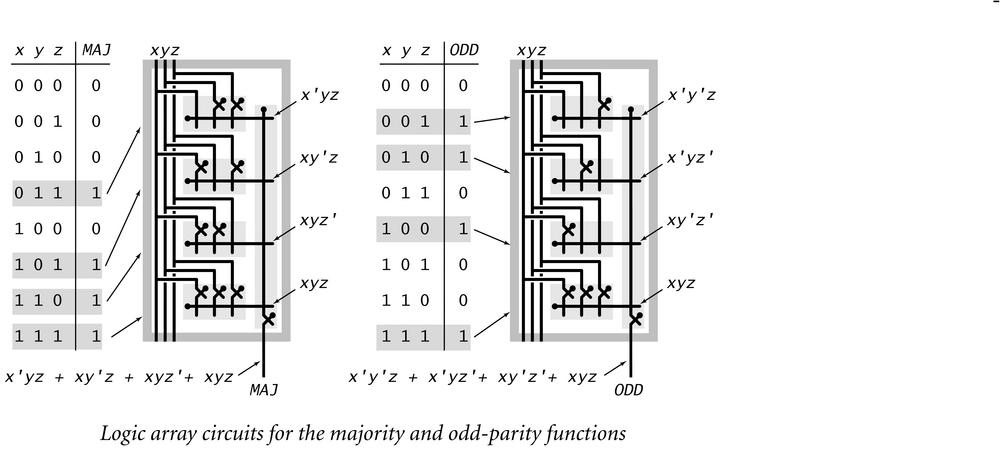 x y z MAJ
0 0 0 0
0 0 1 0
0 1 0 0
0 1 1 1
1 0 0 0
1 0 1 1
1 1 0 1
1 1 1 1
xyz
x'yz
xy'z
xyz'
xyz
x'yz + xy'z + xyz'+ xyz
MAJ
x y z ODD
0 0 0 0
0 0 1 1
0 1 0 1
0 1 1 0
1 0 0 1
1 0 1 0
1 1 0 0
1 1 1 1
xyz
x'y'z
x'yz'
xy'z'
xyz
x'y'z + x'yz'+ xy'z'+ xyz
ODD
Logic array circuits for the majority and odd-parity functions